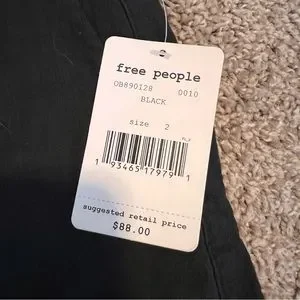 free people
OB890128 0010
BLACK
size 2
1 93465 17979 1
suggested retail price
$88.00